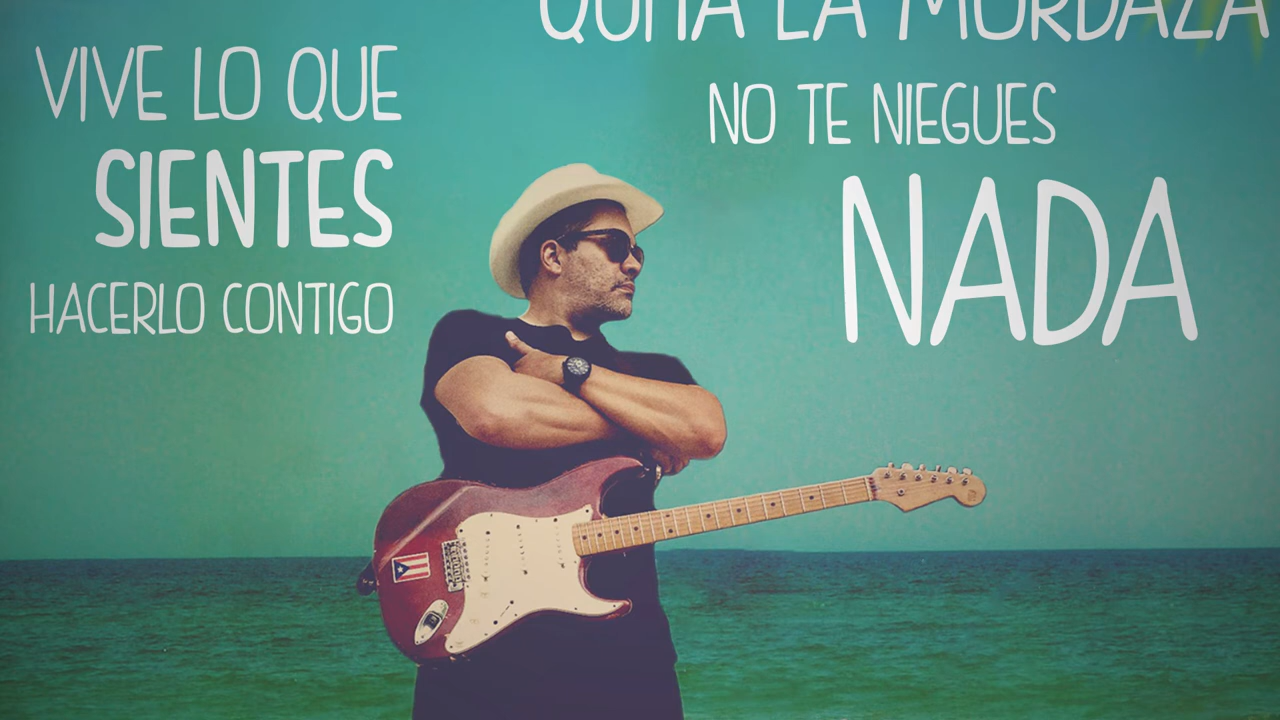 VIVE LO QUE
SIENTES
HACERLO CONTIGO
QUITA LA MORDAZA
NO TE NIEGUES
NADA